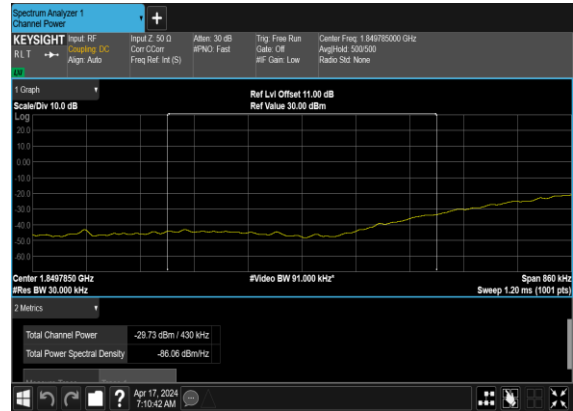 Spectrum Analyzer 1
Channel Power
+
KEYSIGHT
RLT
LW
Input: RF
Coupling: DC
Align: Auto
Input Z: 50 Ω
Corr CCorr
Freq Ref: Int (S)
Atten: 30 dB
#PNO: Fast
Trig: Free Run
Gate: Off
#IF Gain: Low
Center Freq: 1.849785000 GHz
Avg|Hold: 500/500
Radio Std: None
1 Graph
Scale/Div 10.0 dB
Ref Lvl Offset 11.00 dB
Ref Value 30.00 dBm
Log
20.0
10.0
0.00
-10.0
-20.0
-30.0
-40.0
-50.0
-60.0
Center 1.8497850 GHz
#Video BW 91.000 kHz*
Span 860 kHz
#Res BW 30.000 kHz
Sweep 1.20 ms (1001 pts)
2 Metrics
Total Channel Power -29.73 dBm / 430 kHz
Total Power Spectral Density -86.06 dBm/Hz
?
Apr 17, 2024
7:10:42 AM